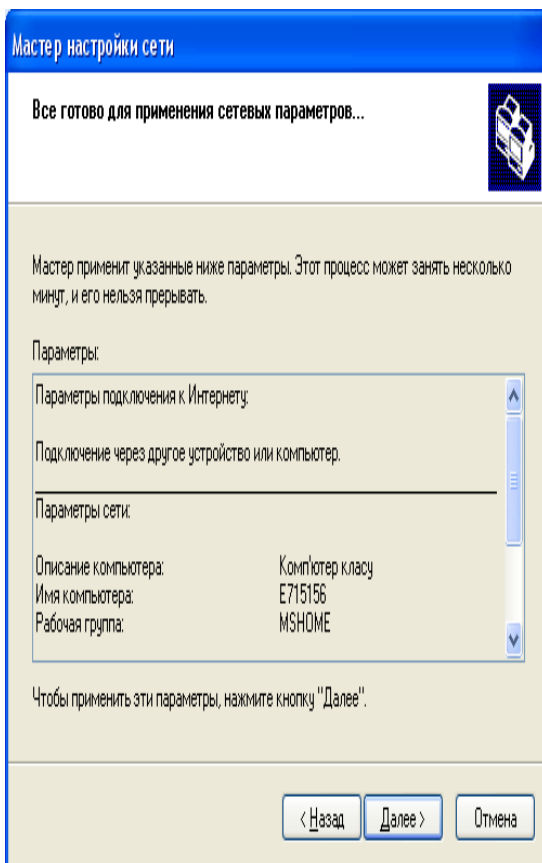 Мастер настройки сети
Все готово для применения сетевых параметров...
Мастер применит указанные ниже параметры. Этот процесс может занять несколько
минут, и его нельзя прерывать.
Параметры:
Параметры подключения к Интернету:
Подключение через другое устройство или компьютер.
Параметры сети:
Описание компьютера: Комп'ютер класу
Имя компьютера: E715156
Рабочая группа: MSHOME
Чтобы применить эти параметры, нажмите кнопку "Далее".
< Назад Далее > Отмена